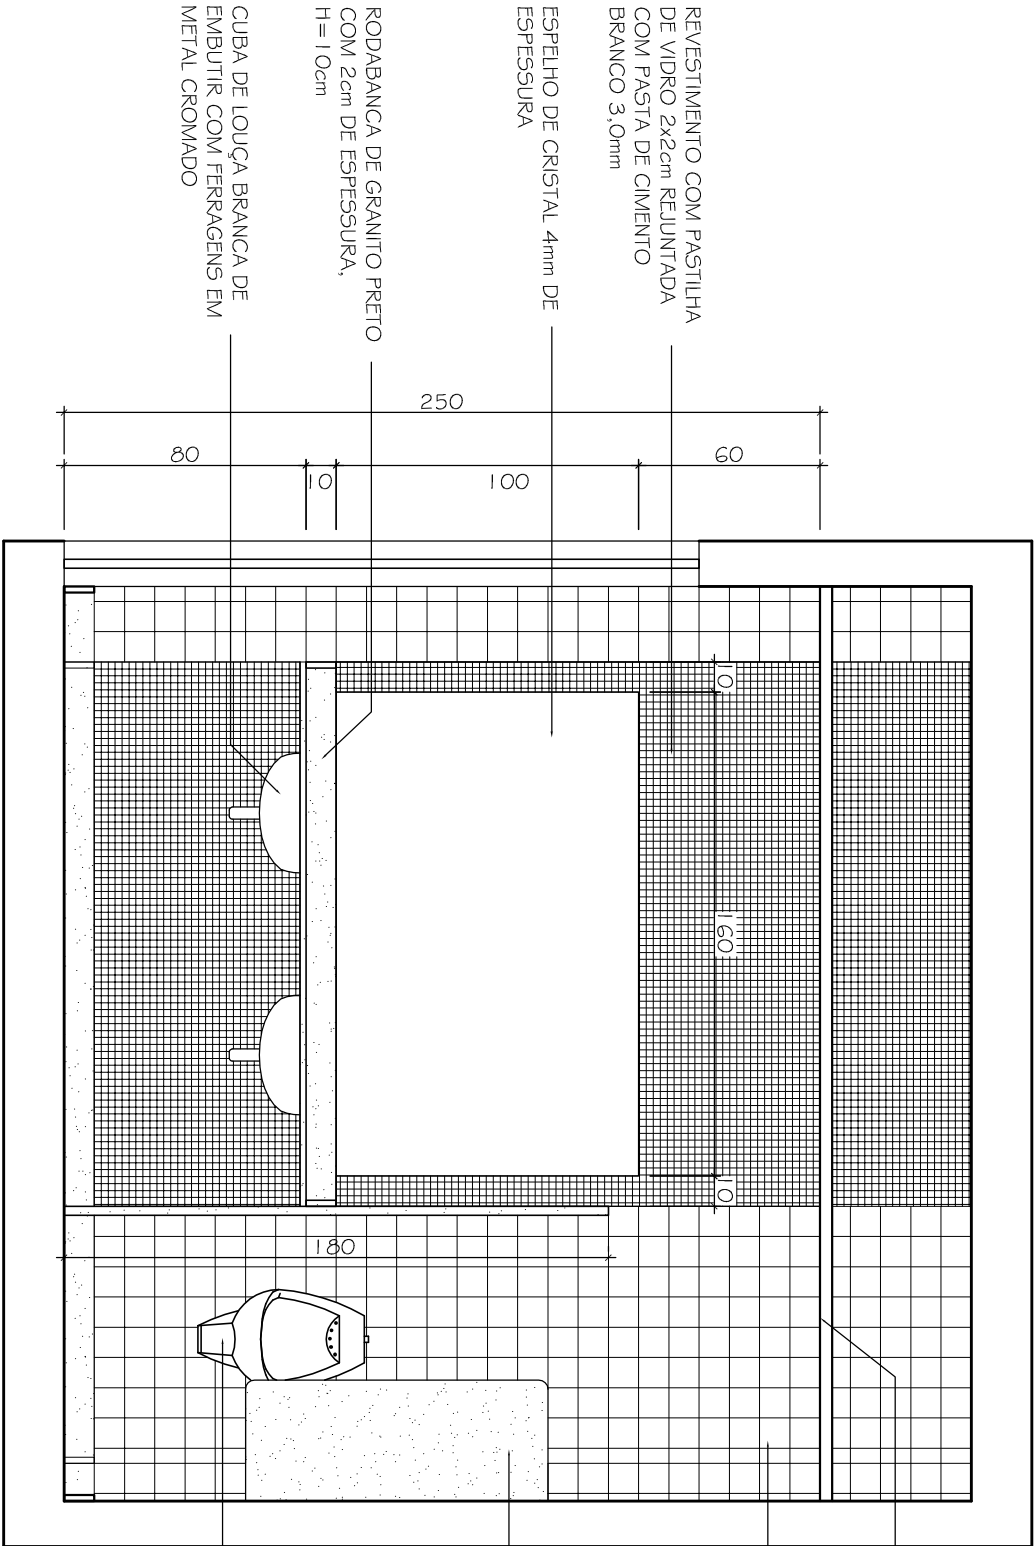 REVESTIMENTO COM PASTILHA
DE VIDRO 2x2cm REJUNTADA
COM PASTA DE CIMENTO
BRANCO 3,0mm
ESPELHO DE CRISTAL 4mm DE
ESPESSURA
RODABANCA DE GRANITO PRETO
COM 2cm DE ESPESSURA,
H=10cm
CUBA DE LOUÇA BRANCA DE
EMBUTIR COM FERRAGENS EM
METAL CROMADO
250
80
10
100
60
10
160
10
180